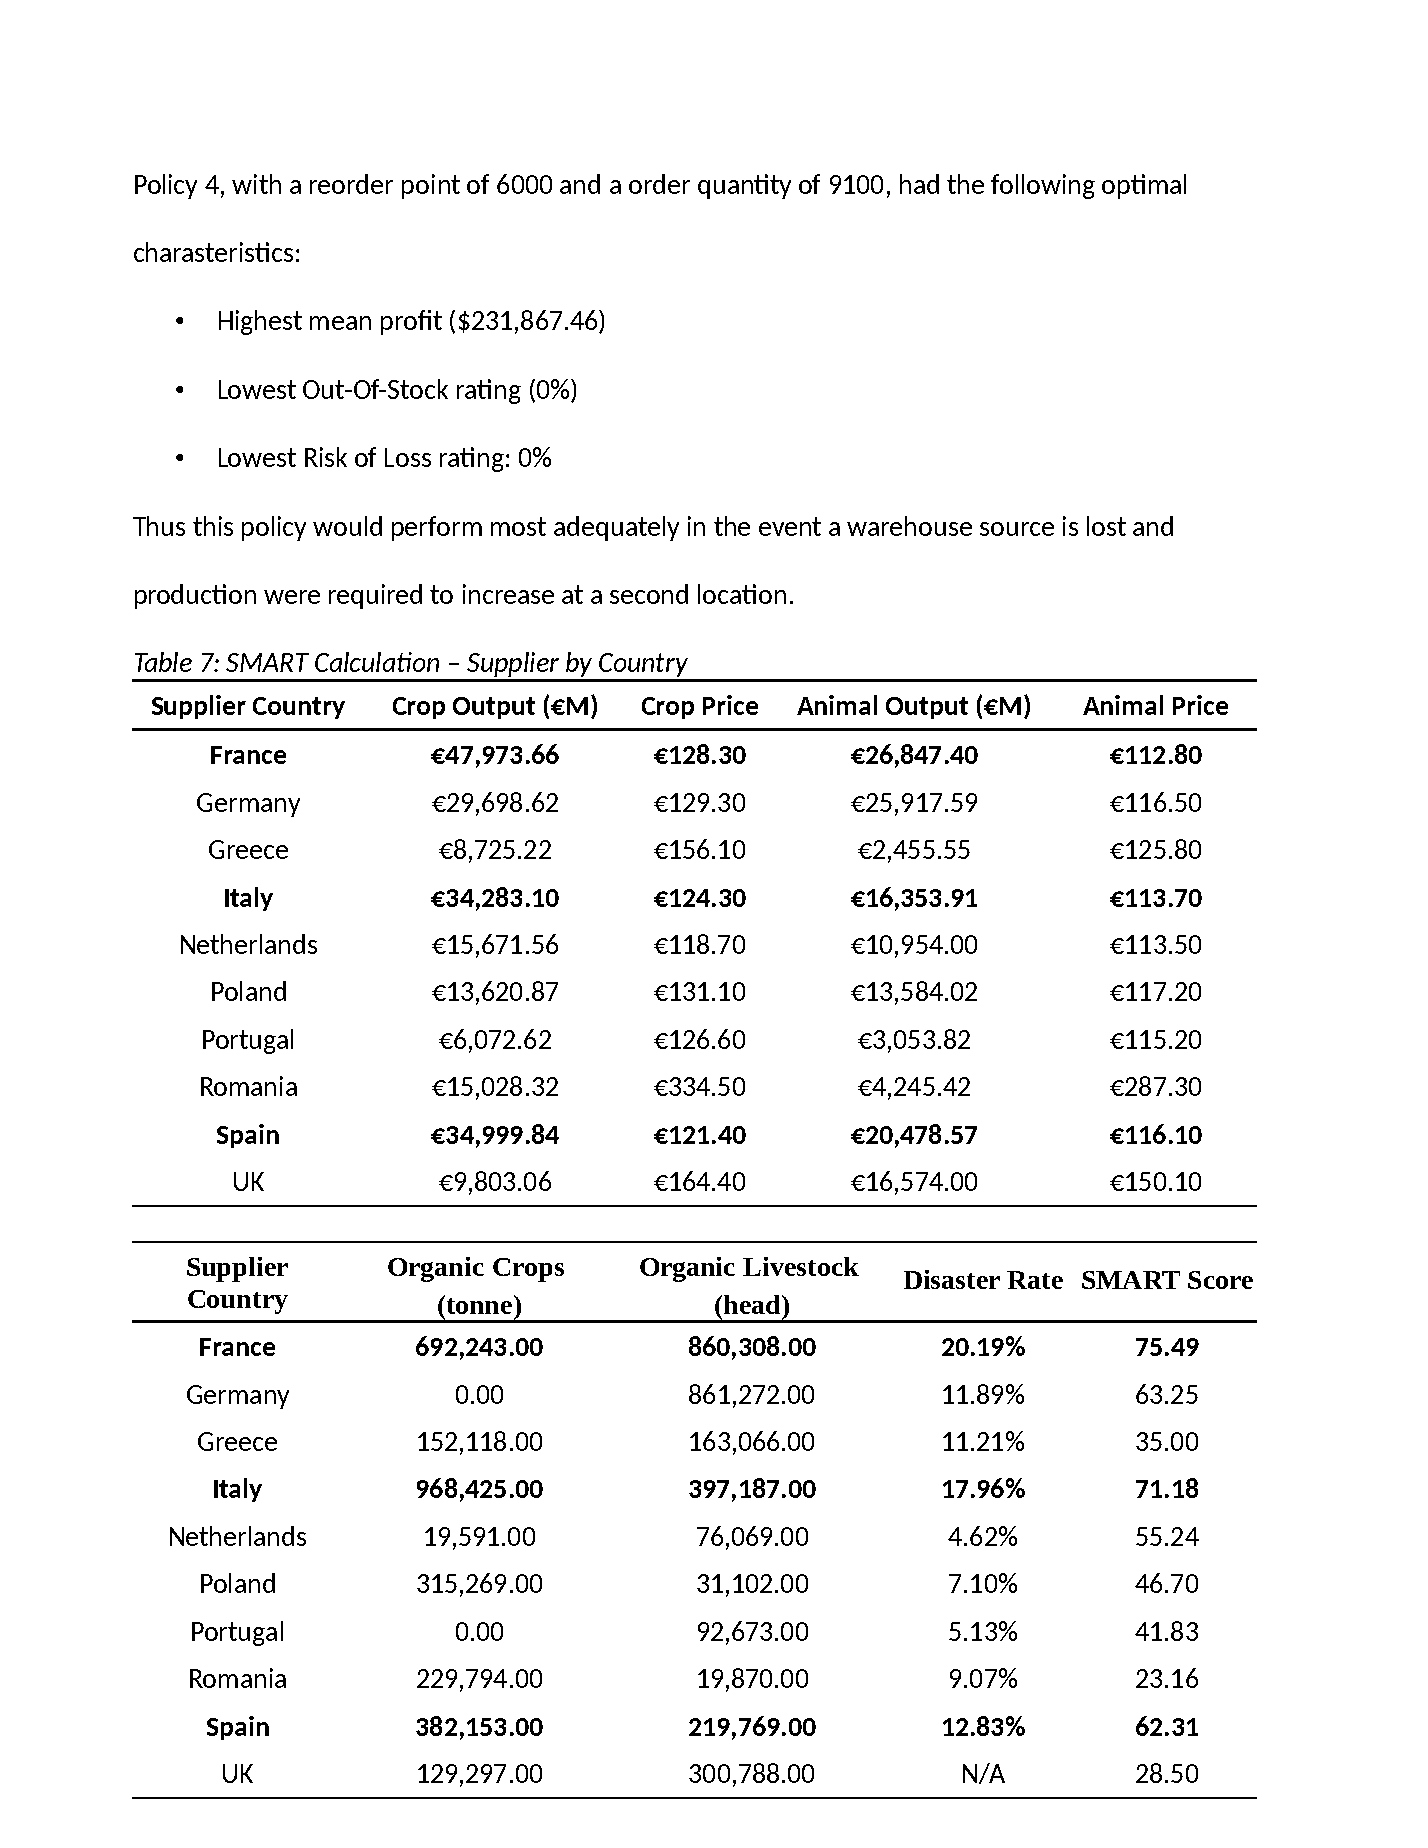 Policy 4, with a reorder point of 6000 and a order quantity of 9100, had the following optimal
charasteristics:
• Highest mean profit ($231,867.46)
• Lowest Out-Of-Stock rating (0%)
• Lowest Risk of Loss rating: 0%
Thus this policy would perform most adequately in the event a warehouse source is lost and
production were required to increase at a second location.
Table 7: SMART Calculation – Supplier by Country
Supplier Country Crop Output (€M) Crop Price Animal Output (€M) Animal Price
France €47,973.66 €128.30 €26,847.40 €112.80
Germany €29,698.62 €129.30 €25,917.59 €116.50
Greece €8,725.22 €156.10 €2,455.55 €125.80
Italy €34,283.10 €124.30 €16,353.91 €113.70
Netherlands €15,671.56 €118.70 €10,954.00 €113.50
Poland €13,620.87 €131.10 €13,584.02 €117.20
Portugal €6,072.62 €126.60 €3,053.82 €115.20
Romania €15,028.32 €334.50 €4,245.42 €287.30
Spain €34,999.84 €121.40 €20,478.57 €116.10
UK €9,803.06 €164.40 €16,574.00 €150.10
Supplier Organic Crops Organic Livestock Disaster Rate SMART Score
Country (tonne) (head)
France 692,243.00 860,308.00 20.19% 75.49
Germany 0.00 861,272.00 11.89% 63.25
Greece 152,118.00 163,066.00 11.21% 35.00
Italy 968,425.00 397,187.00 17.96% 71.18
Netherlands 19,591.00 76,069.00 4.62% 55.24
Poland 315,269.00 31,102.00 7.10% 46.70
Portugal 0.00 92,673.00 5.13% 41.83
Romania 229,794.00 19,870.00 9.07% 23.16
Spain 382,153.00 219,769.00 12.83% 62.31
UK 129,297.00 300,788.00 N/A 28.50